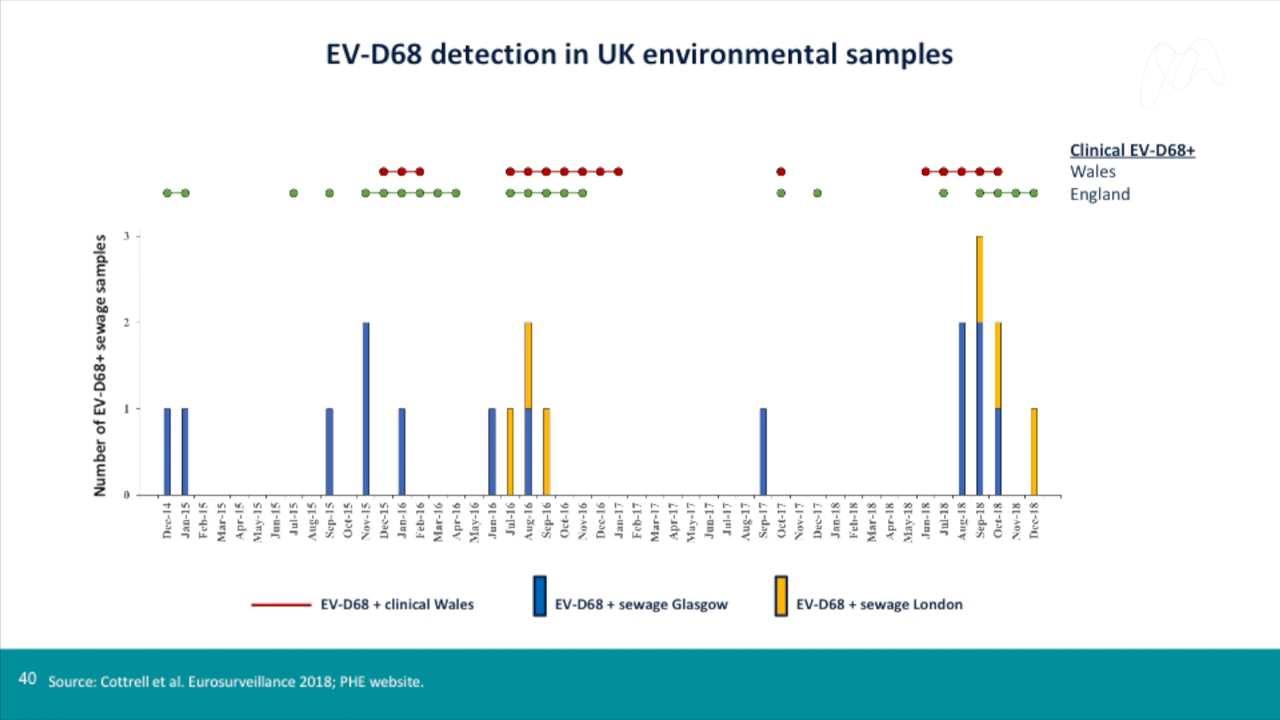 EV-D68 detection in UK environmental samples
Clinical EV-D68+
Wales
England
Number of EV-D68+ sewage samples
3
2
1
0
Dec-14 Jan-15 Feb-15 Mar-15 Apr-15 May-15 Jun-15 Jul-15 Aug-15 Sep-15 Oct-15 Nov-15 Dec-15 Jan-16 Feb-16 Mar-16 Apr-16 May-16 Jun-16 Jul-16 Aug-16 Sep-16 Oct-16 Nov-16 Dec-16 Jan-17 Feb-17 Mar-17 Apr-17 May-17 Jun-17 Jul-17 Aug-17 Sep-17 Oct-17 Nov-17 Dec-17 Jan-18 Feb-18 Mar-18 Apr-18 May-18 Jun-18 Jul-18 Aug-18 Sep-18 Oct-18 Nov-18 Dec-18
EV-D68 + clinical Wales EV-D68 + sewage Glasgow EV-D68 + sewage London
40 Source: Cottrell et al. Eurosurveillance 2018; PHE website.